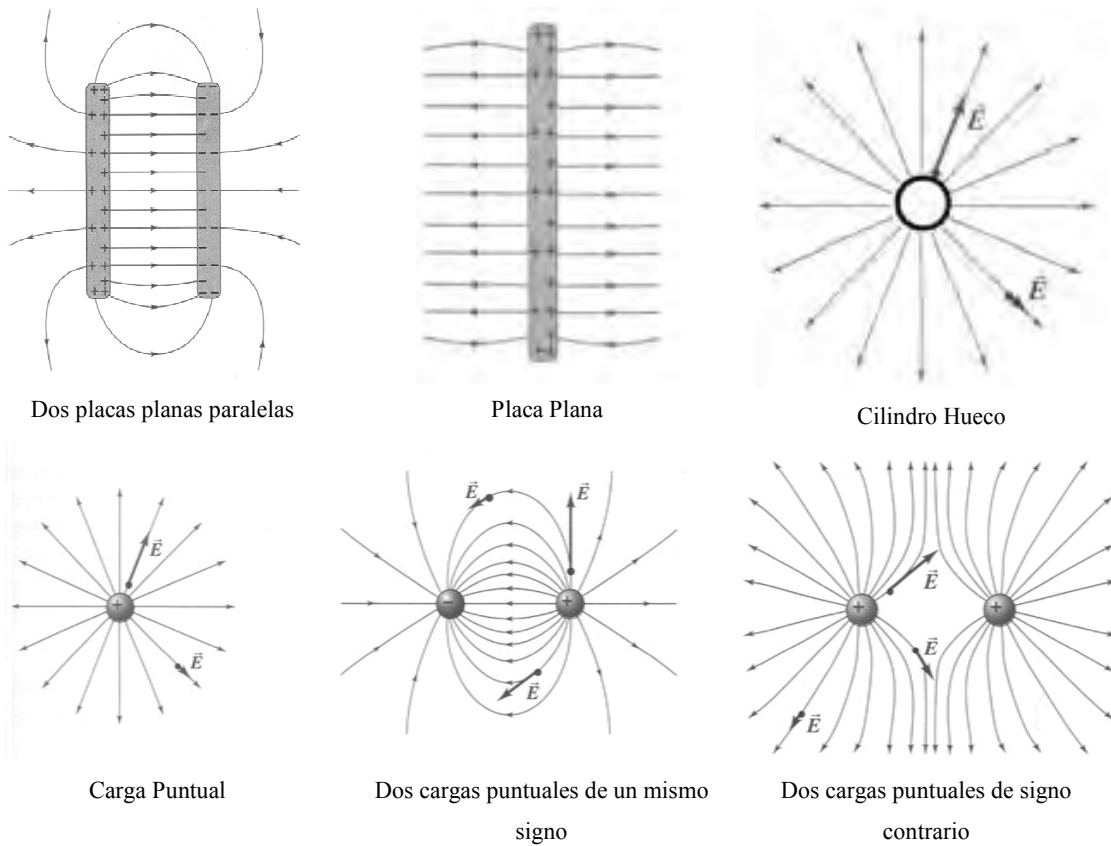 E⃗
E⃗
Dos placas planas paralelas
Placa Plana
Cilindro Hueco
E⃗
E⃗
E⃗
E⃗
E⃗
E⃗
E⃗
E⃗
Carga Puntual
Dos cargas puntuales de un mismo
signo
Dos cargas puntuales de signo
contrario